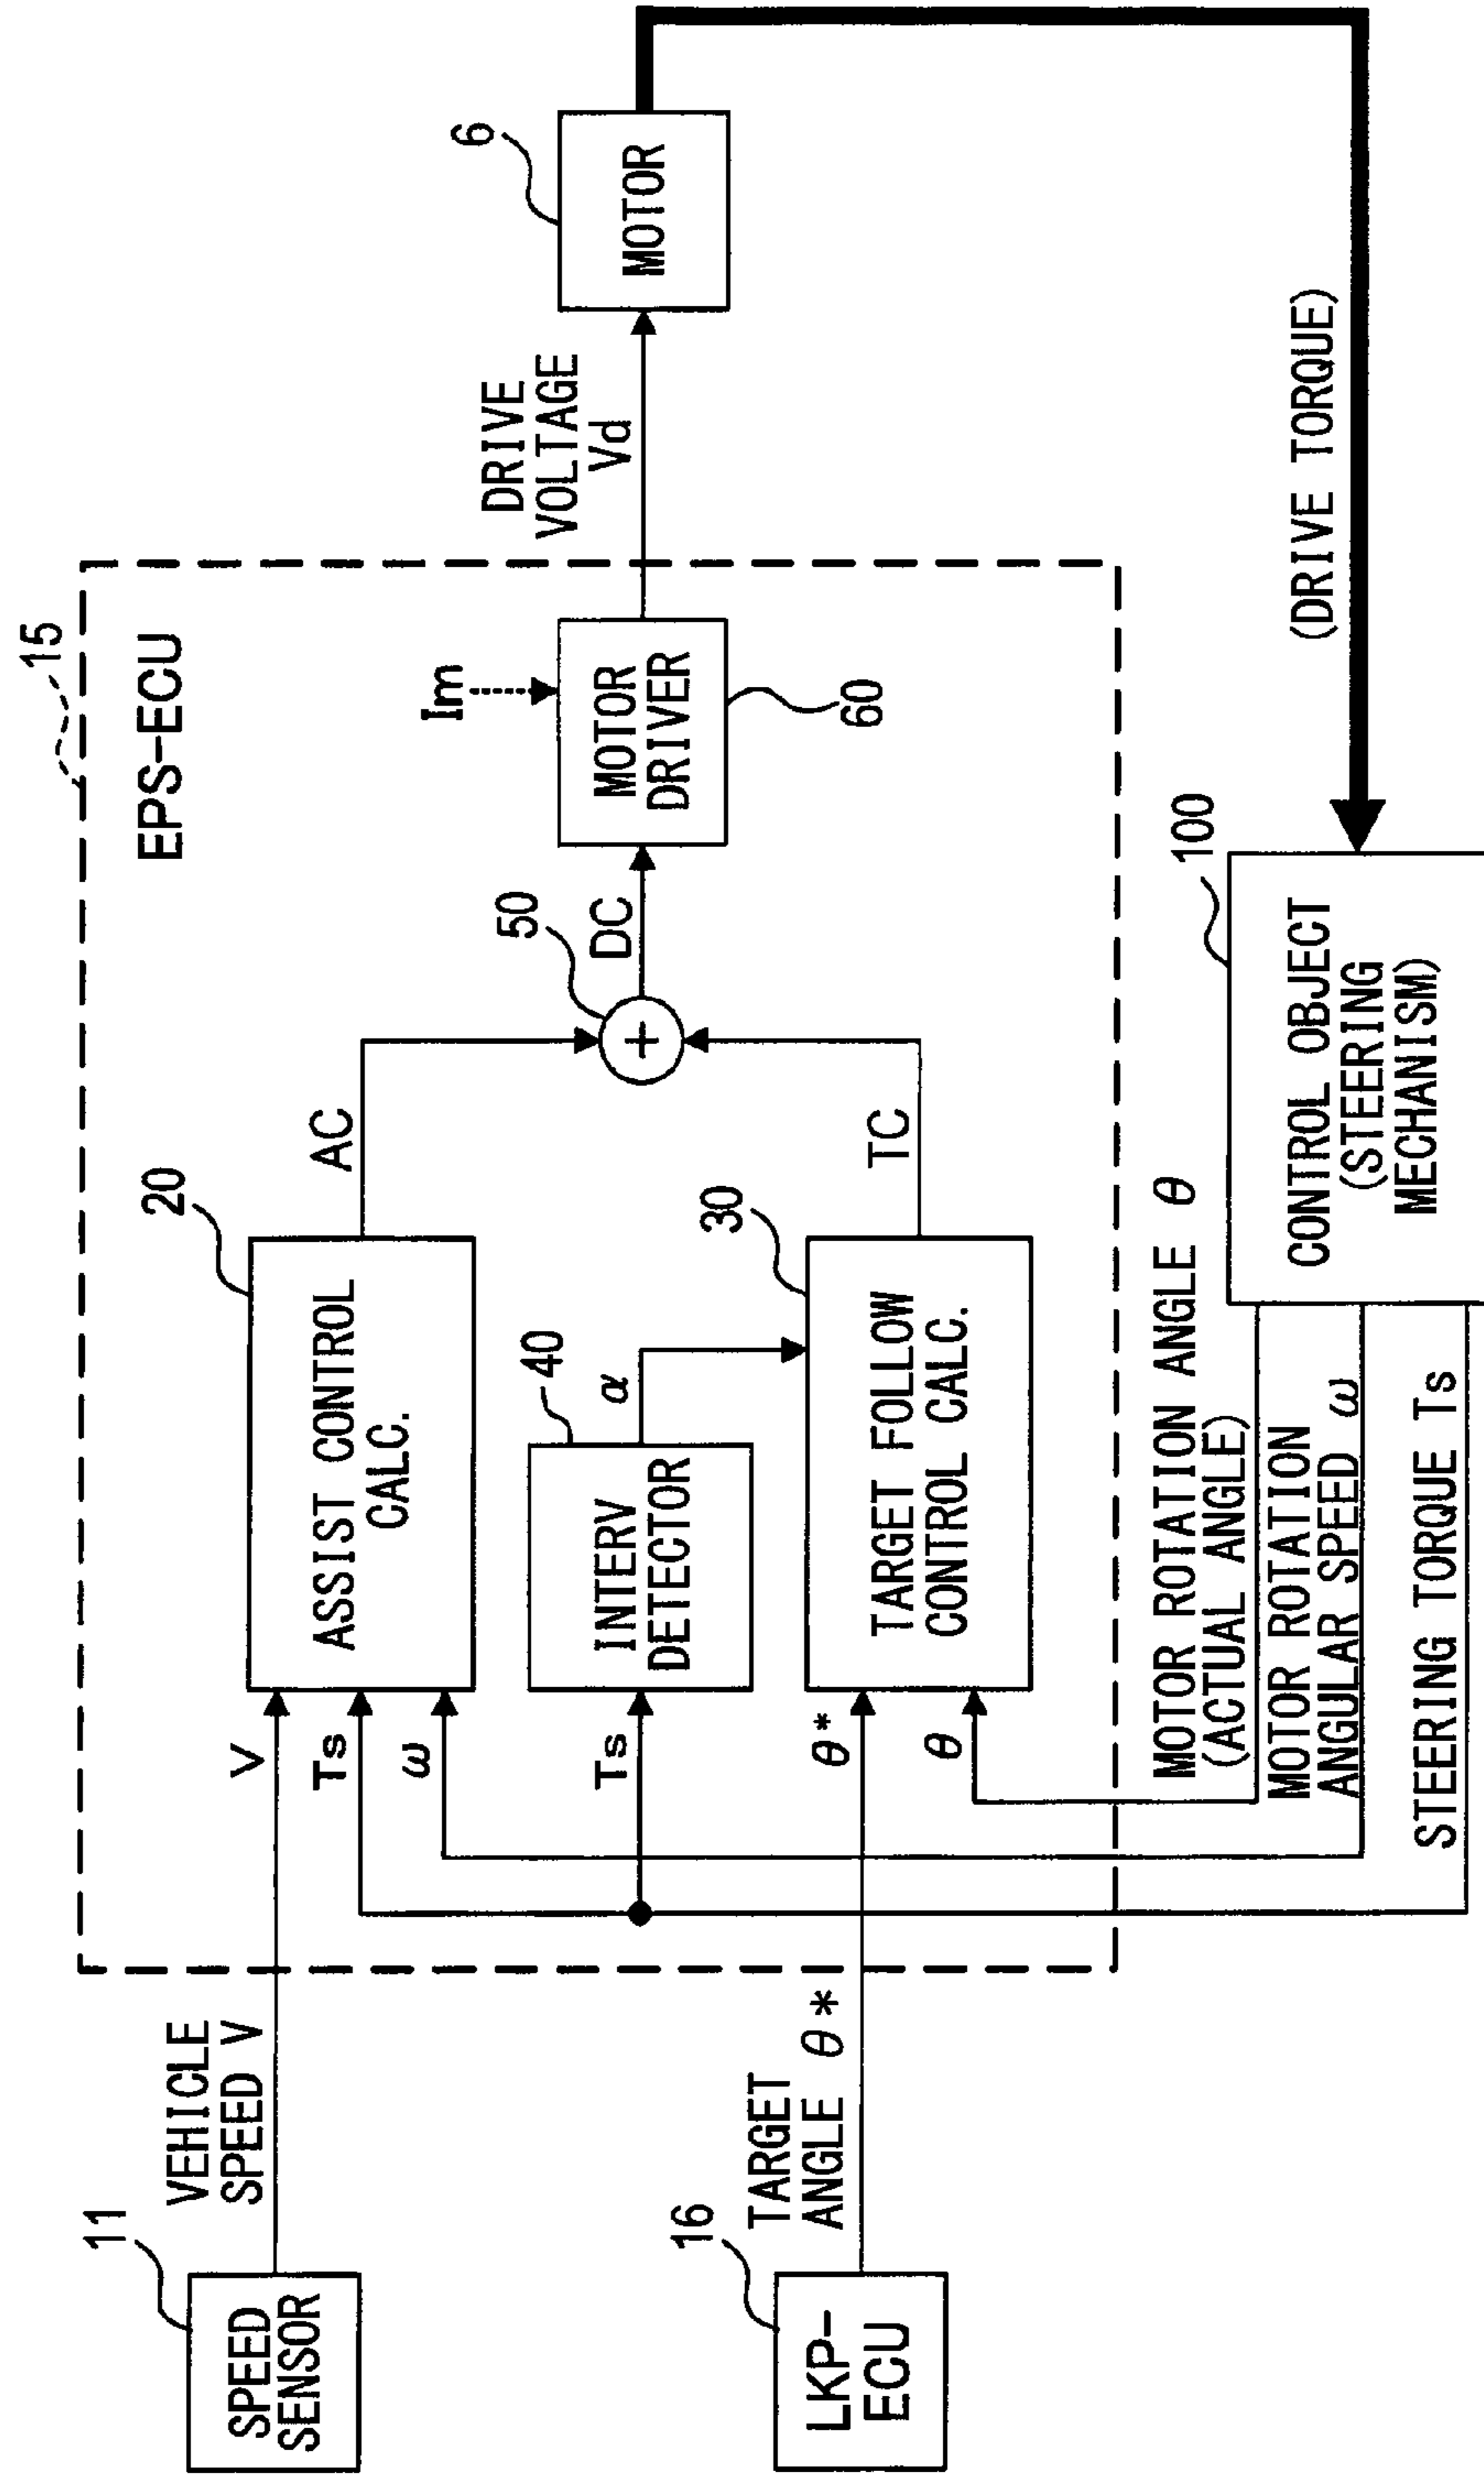 15
EPS-ECU
11
SPEED
SENSOR
VEHICLE
SPEED V
V
Ts
ω
20
ASSIST CONTROL
CALC.
AC
40
INTERV
DETECTOR
Ts
α
50
DC
Im
MOTOR
DRIVER
60
DRIVE
VOLTAGE
Vd
6
MOTOR
16
LKP-
ECU
TARGET
ANGLE θ*
θ*
θ
30
TARGET FOLLOW
CONTROL CALC.
TC
+
MOTOR ROTATION ANGLE θ
(ACTUAL ANGLE)
MOTOR ROTATION
ANGULAR SPEED ω
STEERING TORQUE Ts
100
CONTROL OBJECT
(STEERING
MECHANISM)
(DRIVE TORQUE)